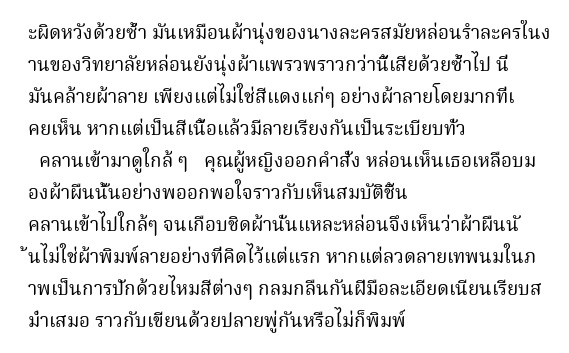 ะผิดหวังด้วยซ้ำ มันเหมือนผ้านุ่งของนางละครสมัยหล่อนรำละครในง
านของวิทยาลัยหล่อนยังนุ่งผ้าแพรวพราวกว่านี้เสียด้วยซ้ำไป นี่
มันคล้ายผ้าลาย เพียงแต่ไม่ใช่สีแดงแก่ๆ อย่างผ้าลายโดยมากที่เ
คยเห็น หากแต่เป็นสีเนื้อแล้วมีลายเรียงกันเป็นระเบียบทั่ว
คลานเข้ามาดูใกล้ ๆ   คุณผู้หญิงออกคำสั่ง หล่อนเห็นเธอเหลือบม
องผ้าผืนนั้นอย่างพออกพอใจราวกับเห็นสมบัติชิ้น
คลานเข้าไปใกล้ๆ จนเกือบชิดผ้านั่นแหละหล่อนจึงเห็นว่าผ้าผืนนั
้นไม่ใช่ผ้าพิมพ์ลายอย่างที่คิดไว้แต่แรก หากแต่ลวดลายเทพนมในภ
าพเป็นการปักด้วยไหมสีต่างๆ กลมกลืนกันฝีมือละเอียดเนียนเรียบส
ม่ำเสมอ ราวกับเขียนด้วยปลายพู่กันหรือไม่ก็พิมพ์